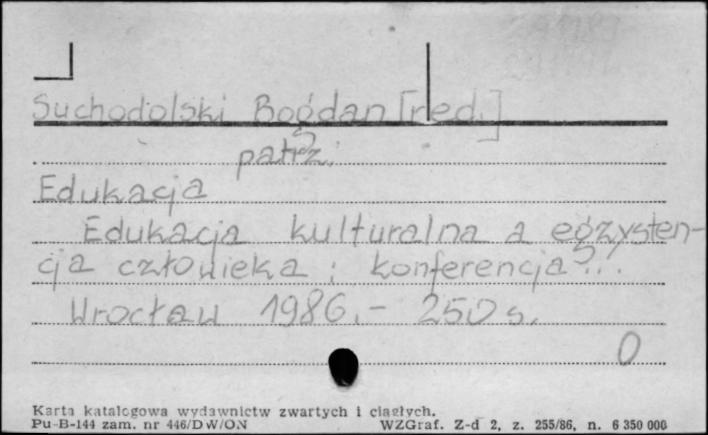 Suchodolski Bogdan [red.]
patrz:
Edukacja
Edukacja kulturalna a egzysten-
cja człowieka : konferencja...
Wrocław 1986.- 250 s.
0
Karta katalogowa wydawnictw zwartych i ciągłych.
Pu-B-144 zam. nr 446/DW/ON WZGraf. Z-d 2, z. 255/86, n. 6 350 000